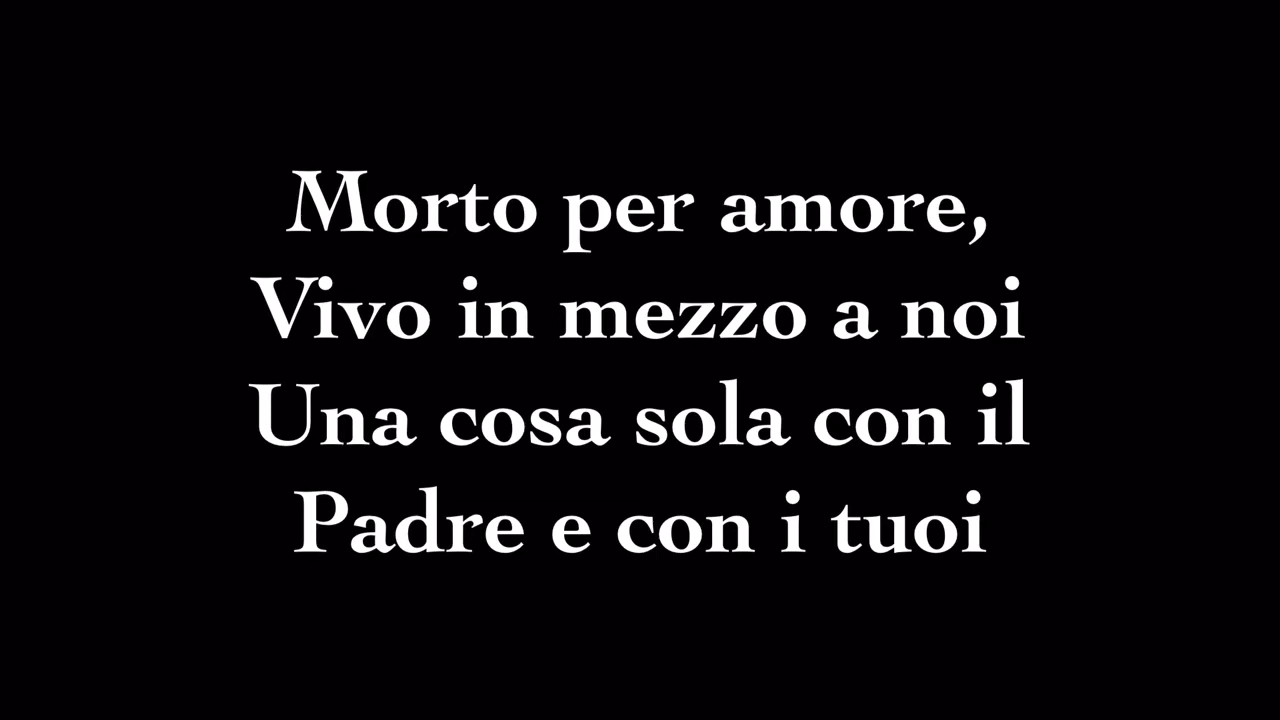 Morto per amore,
Vivo in mezzo a noi
Una cosa sola con il
Padre e con i tuoi